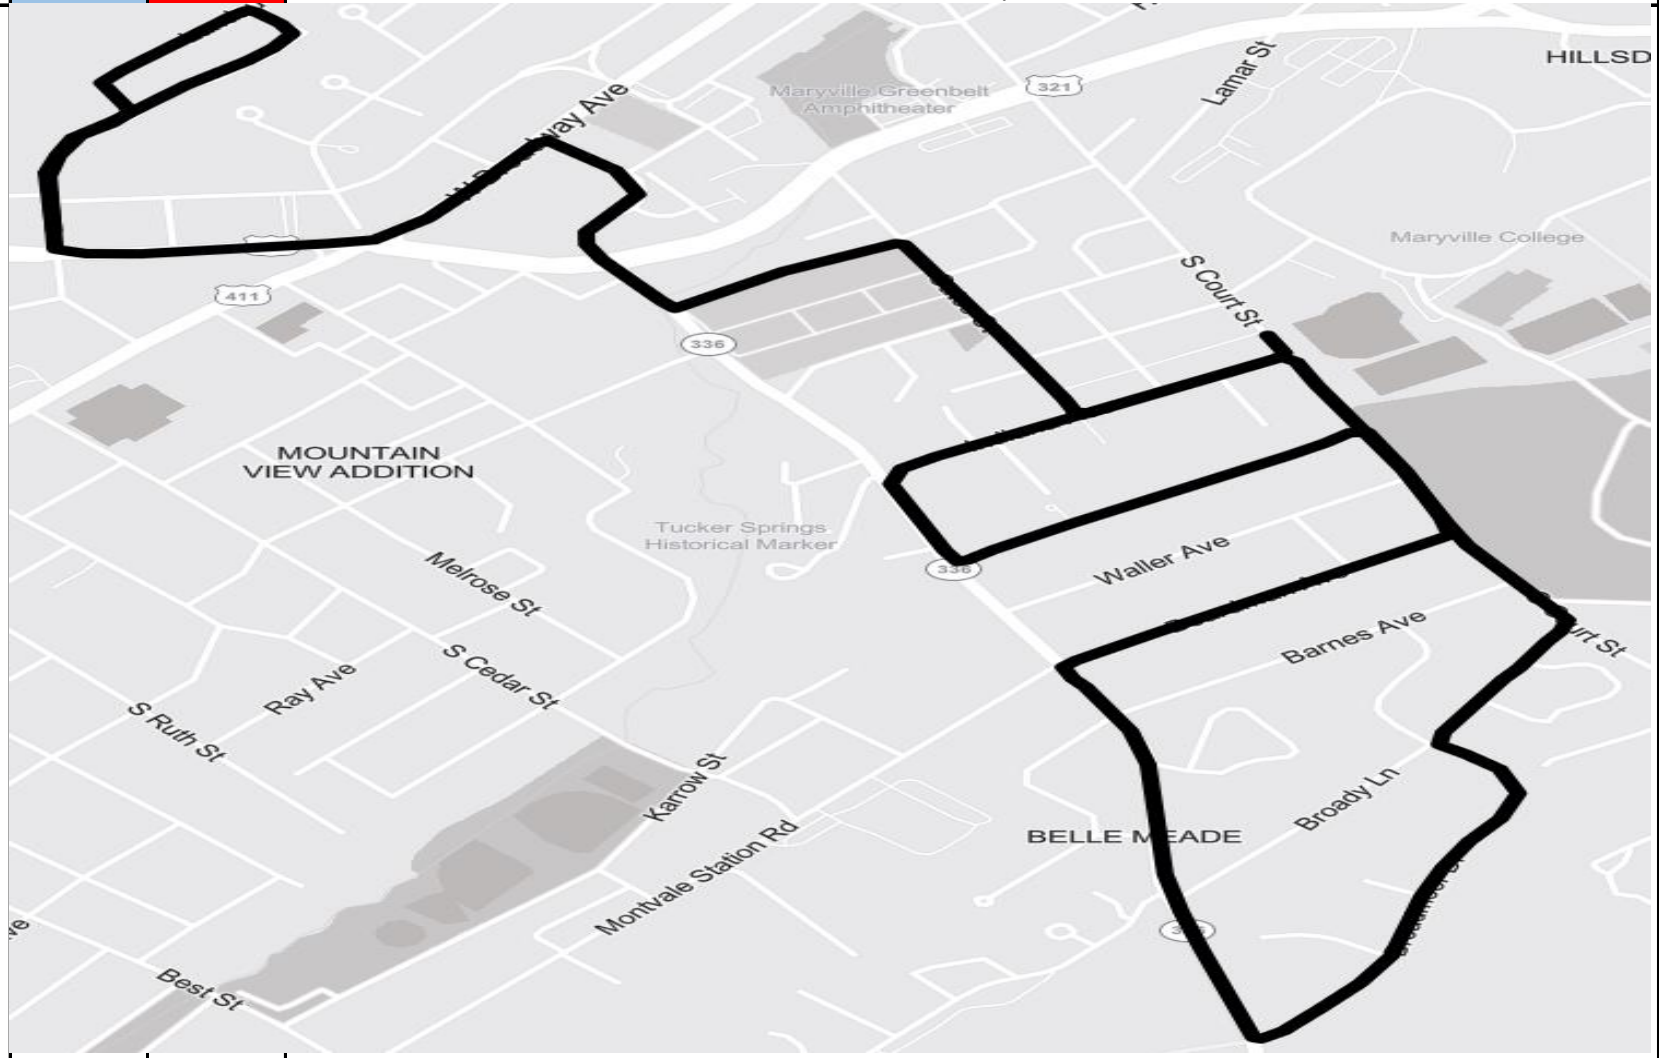 HILLSD
Lamar St
321
Maryville Greenbelt
Amphitheater
Maryville College
S Court St
411
336
MOUNTAIN
VIEW ADDITION
Tucker Springs
Historical Marker
336
Waller Ave
Melrose St
Barnes Ave
S Cedar St
Ray Ave
S Ruth St
Karrow St
Broady Ln
BELLE MEADE
Montvale Station Rd
Best St